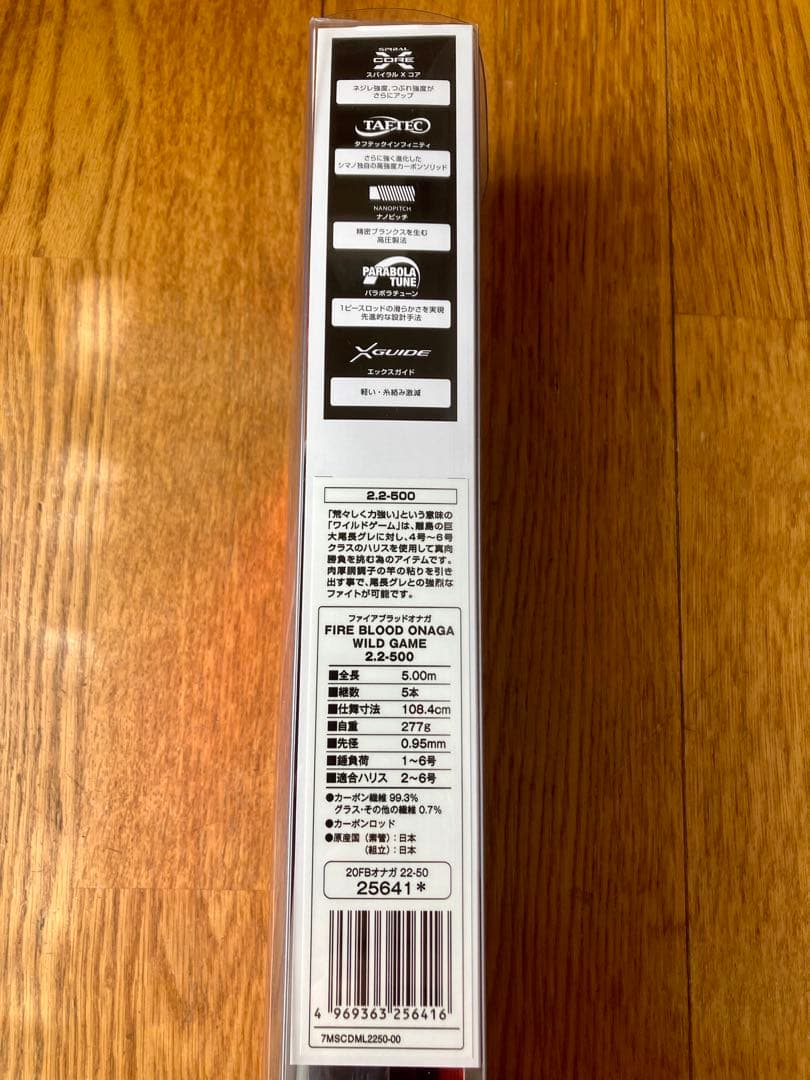 SPIRAL
X
CORE
スパイラル X コア
ネジレ強度、つぶれ強度が
さらにアップ
TAFTEC
タフテックインフィニティ
さらに強く進化した
シマノ独自の高強度カーボンソリッド
NANOPITCH
ナノピッチ
精密ブランクスを生む
高圧製法
PARABOLA
TUNE
パラボラチューン
1ピースロッドの滑らかさを実現
先進的な設計手法
XGUIDE
エックスガイド
軽い・糸絡み激減
2.2-500
「荒々しく力強い」という意味の
「ワイルドゲーム」は、離島の巨
大尾長グレに対し、4号~6号
クラスのハリスを使用して真向
勝負を挑む為のアイテムです。
肉厚胴調子の竿の粘りを引き
出す事で、尾長グレとの強烈な
ファイトが可能です。
ファイアブラッドオナガ
FIRE BLOOD ONAGA
WILD GAME
2.2-500
■全長 5.00m
■継数 5本
■仕舞寸法 108.4cm
■自重 277g
■先径 0.95mm
■錘負荷 1~6号
■適合ハリス 2~6号
●カーボン繊維 99.3%
グラス・その他の繊維 0.7%
●カーボンロッド
●原産国(素管):日本
(組立):日本
20FBオナガ 22-50
25641*
4 969363 256416
7MSCDML2250-00